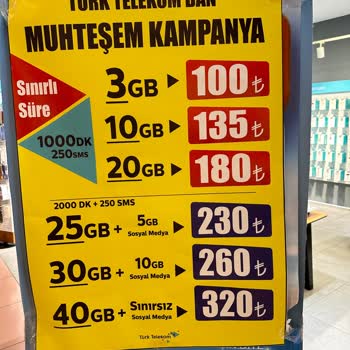 TÜRK TELEKOM'DAN
MUHTEŞEM KAMPANYA
Sınırlı
Süre
1000DK
250SMS
3GB 100₺
10GB 135₺
20GB 180₺
2000 DK + 250 SMS
25GB + 5GB Sosyal Medya 230₺
30GB + 10GB Sosyal Medya 260₺
40GB + Sınırsız Sosyal Medya 320₺
Türk Telekom